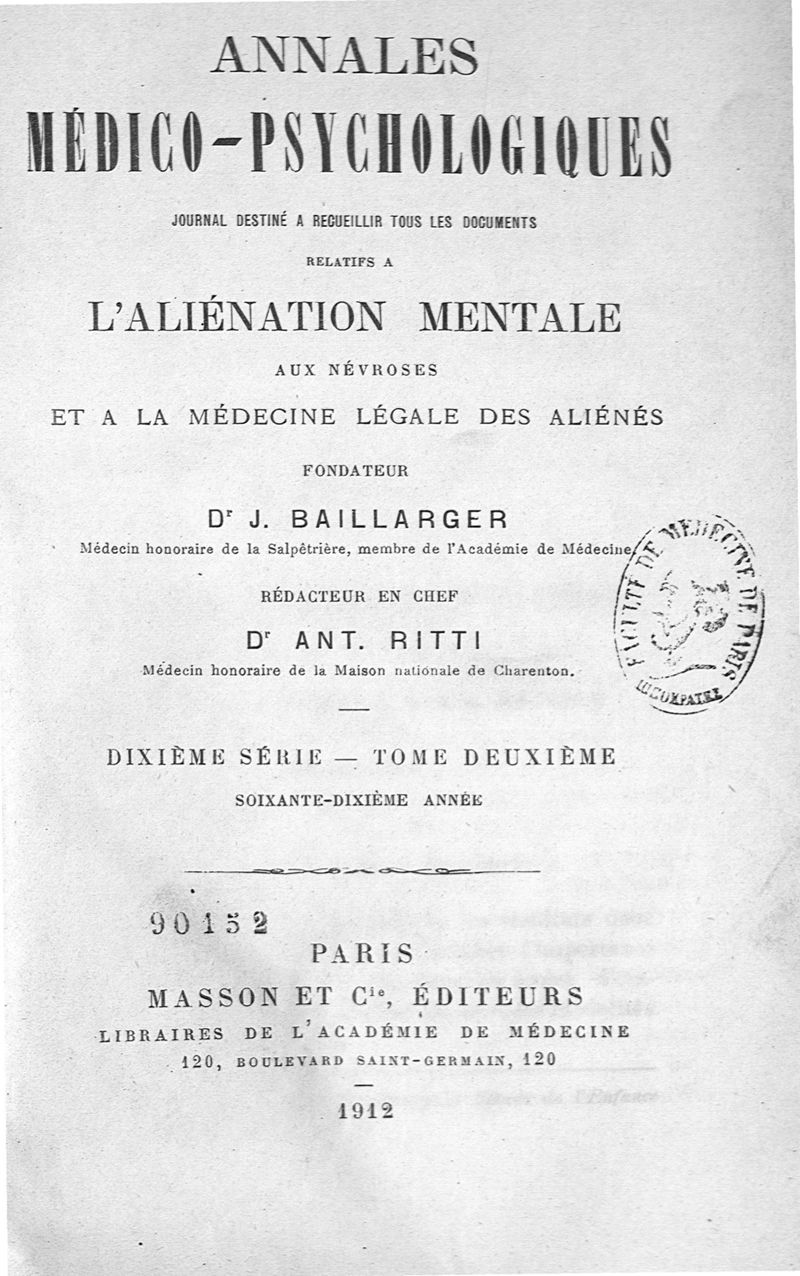 ANNALES
MÉDICO-PSYCHOLOGIQUES
JOURNAL DESTINÉ A RECUEILLIR TOUS LES DOCUMENTS
RELATIFS A
L'ALIÉNATION MENTALE
AUX NÉVROSES
ET A LA MÉDECINE LÉGALE DES ALIÉNÉS
FONDATEUR
Dr J. BAILLARGER
Médecin honoraire de la Salpêtrière, membre de l'Académie de Médecine.
RÉDACTEUR EN CHEF
Dr ANT. RITTI
Médecin honoraire de la Maison nationale de Charenton.
FACULTÉ DE MEDECINE DE PARIS
DIXIÈME SÉRIE — TOME DEUXIÈME
SOIXANTE-DIXIÈME ANNÉE
90152
PARIS
MASSON ET Cie, ÉDITEURS
LIBRAIRES DE L'ACADÉMIE DE MÉDECINE
120, BOULEVARD SAINT-GERMAIN, 120
1912